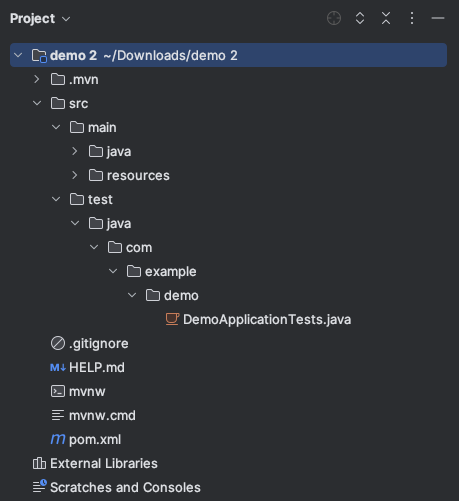 Project
demo 2 ~/Downloads/demo 2
.mvn
src
main
java
resources
test
java
com
example
demo
DemoApplicationTests.java
.gitignore
M↓ HELP.md
mvnw
mvnw.cmd
m pom.xml
External Libraries
Scratches and Consoles